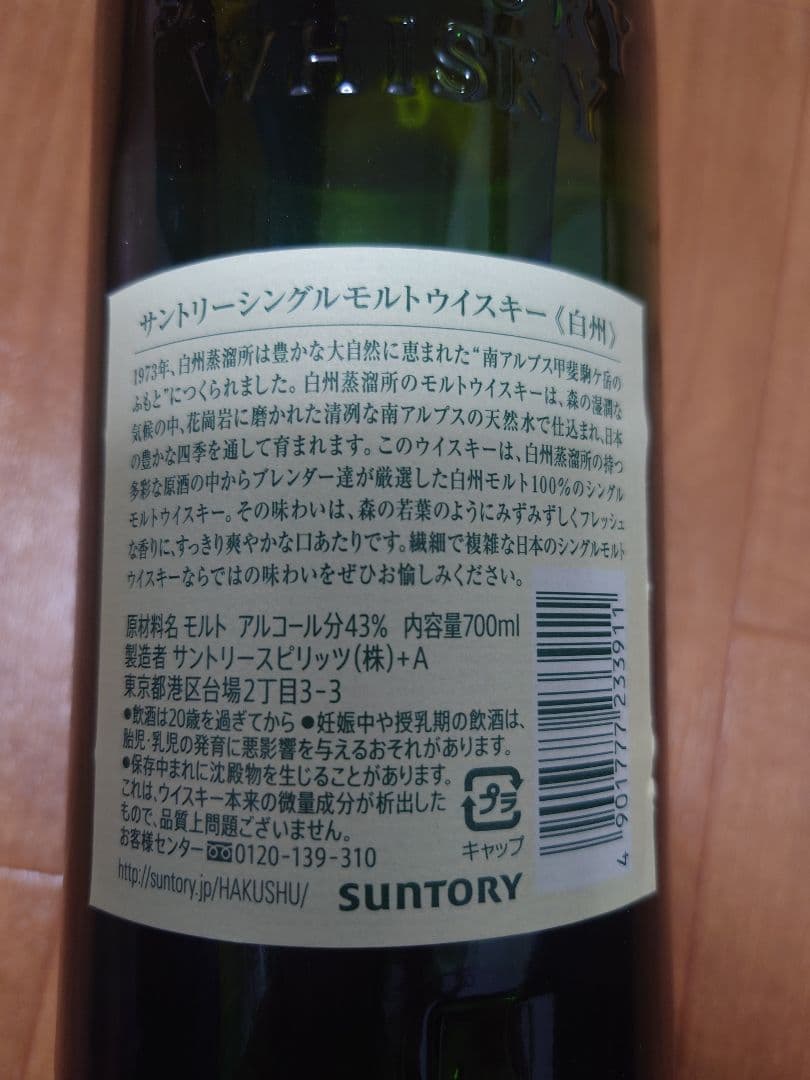 WHISKY
サントリーシングルモルトウイスキー《白州》
1973年、白州蒸溜所は豊かな大自然に恵まれた“南アルプス甲斐駒ケ岳の
ふもと”につくられました。白州蒸溜所のモルトウイスキーは、森の湿潤な
気候の中、花崗岩に磨かれた清冽な南アルプスの天然水で仕込まれ、日本
の豊かな四季を通して育まれます。このウイスキーは、白州蒸溜所の持つ
多彩な原酒の中からブレンダー達が厳選した白州モルト100%のシングル
モルトウイスキー。その味わいは、森の若葉のようにみずみずしくフレッシュ
な香りに、すっきり爽やかな口あたりです。繊細で複雑な日本のシングルモルト
ウイスキーならではの味わいをぜひお愉しみください。
原材料名 モルト アルコール分43% 内容量700ml
製造者 サントリースピリッツ(株)+A
東京都港区台場2丁目3-3
●飲酒は20歳を過ぎてから ●妊娠中や授乳期の飲酒は、
胎児・乳児の発育に悪影響を与えるおそれがあります。
●保存中まれに沈殿物を生じることがあります。
これは、ウイスキー本来の微量成分が析出した
もので、品質上問題ございません。
お客様センター 0120-139-310
http://suntory.jp/HAKUSHU/
SUNTORY
プラ
キャップ
4 901777 233911